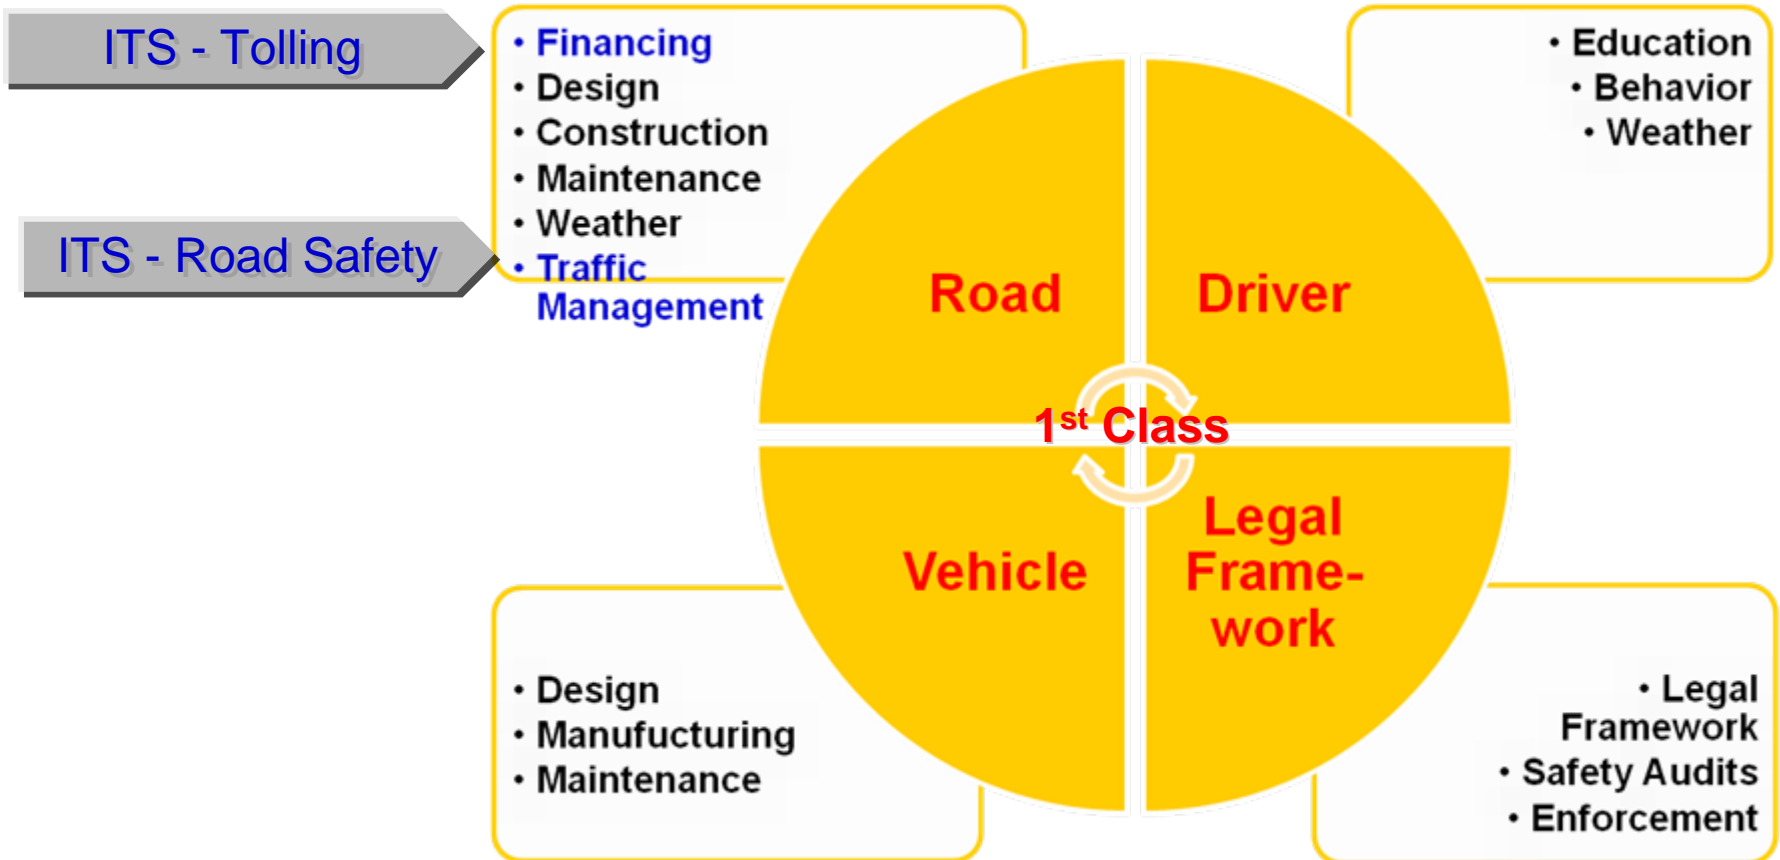 ITS - Tolling
ITS - Road Safety
• Financing
• Design
• Construction
• Maintenance
• Weather
• Traffic
Management
• Education
• Behavior
• Weather
Road
Driver
1st Class
Vehicle
Legal
Frame-
work
• Design
• Manufucturing
• Maintenance
• Legal
Framework
• Safety Audits
• Enforcement